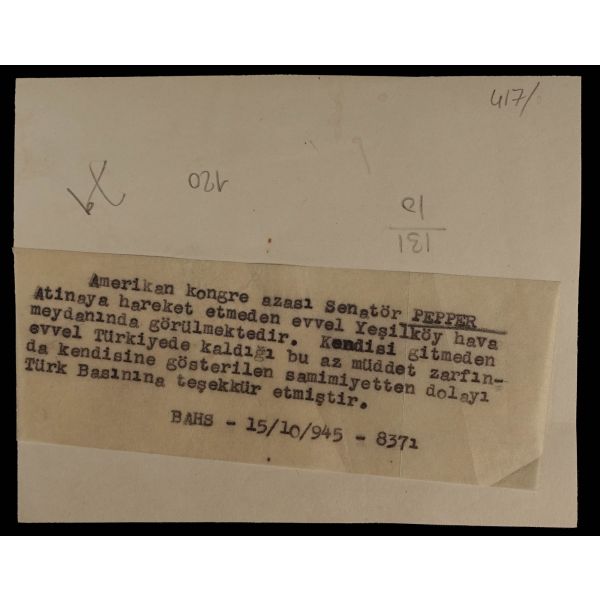 417/
120
10
131
Amerikan kongre azası Senatör PEPPER
Atinaya hareket etmeden evvel Yeşilköy hava
meydanında görülmektedir. Kendisi gitmeden
evvel Türkiyede kaldığı bu az müddet zarfın-
da kendisine gösterilen samimiyetten dolayı
Türk Basınına teşekkür etmiştir.
BAHS - 15/10/945 - 8371